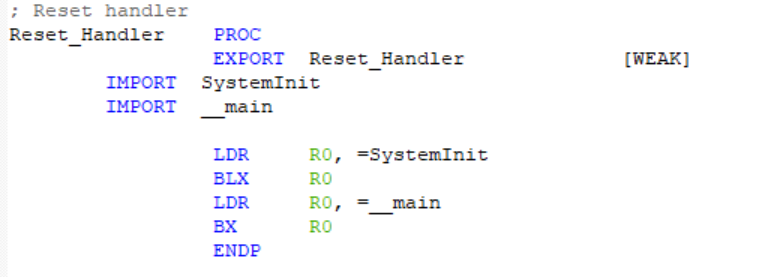 ; Reset handler
Reset_Handler    PROC
                 EXPORT  Reset_Handler             [WEAK]
        IMPORT  SystemInit
        IMPORT  __main

                 LDR     R0, =SystemInit
                 BLX     R0
                 LDR     R0, =__main
                 BX      R0
                 ENDP